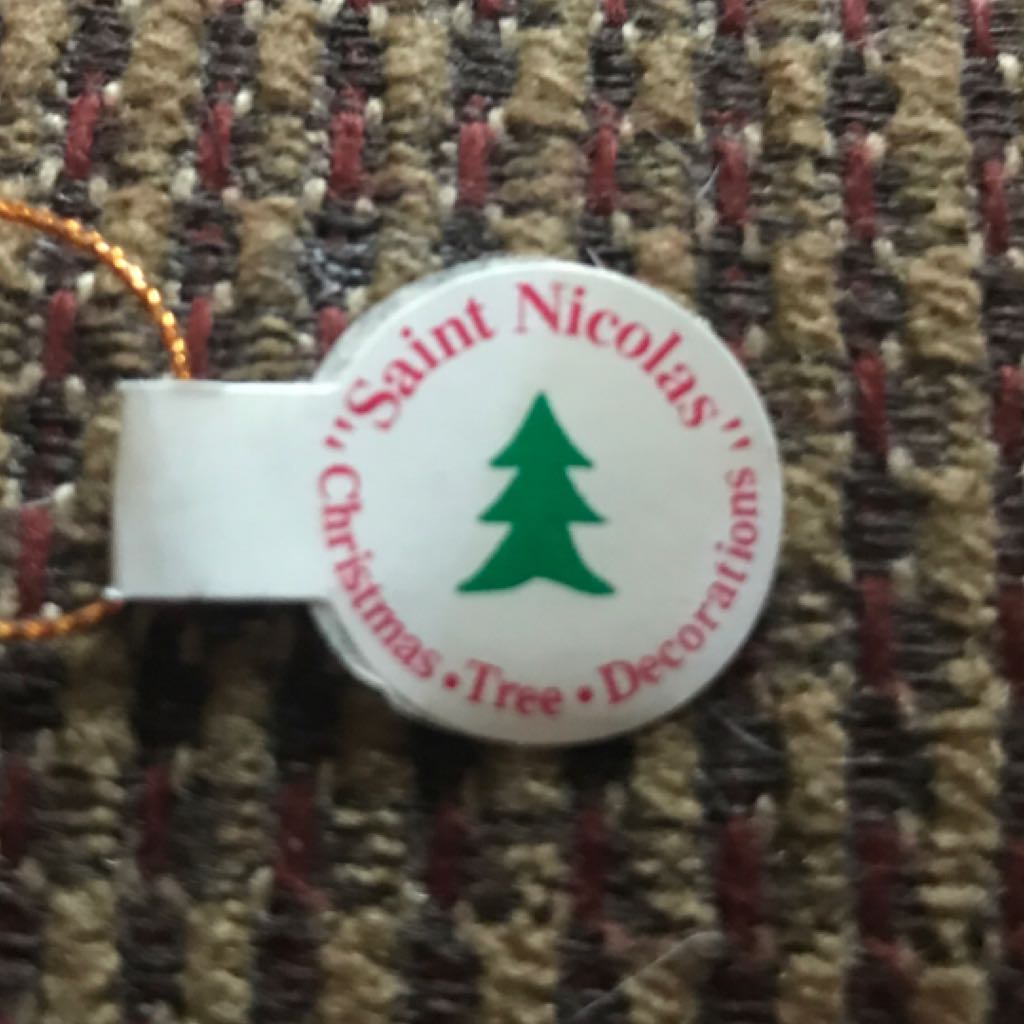 "Saint Nicolas"
Christmas • Tree • Decorations